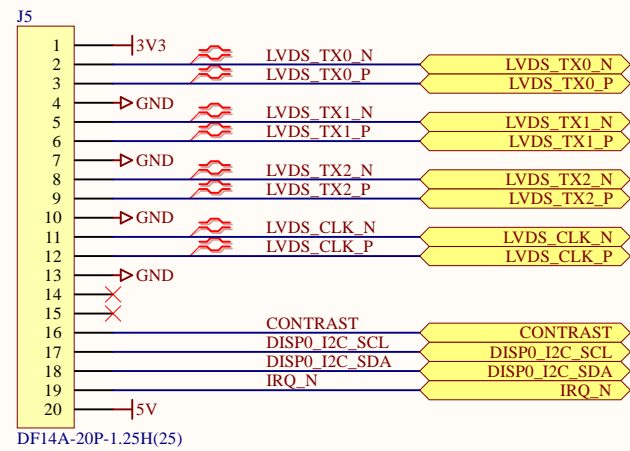 J5
1 3V3
2 LVDS_TX0_N LVDS_TX0_N
3 LVDS_TX0_P LVDS_TX0_P
4 GND
5 LVDS_TX1_N LVDS_TX1_N
6 LVDS_TX1_P LVDS_TX1_P
7 GND
8 LVDS_TX2_N LVDS_TX2_N
9 LVDS_TX2_P LVDS_TX2_P
10 GND
11 LVDS_CLK_N LVDS_CLK_N
12 LVDS_CLK_P LVDS_CLK_P
13 GND
14
15
16 CONTRAST CONTRAST
17 DISP0_I2C_SCL DISP0_I2C_SCL
18 DISP0_I2C_SDA DISP0_I2C_SDA
19 IRQ_N IRQ_N
20 5V
DF14A-20P-1.25H(25)